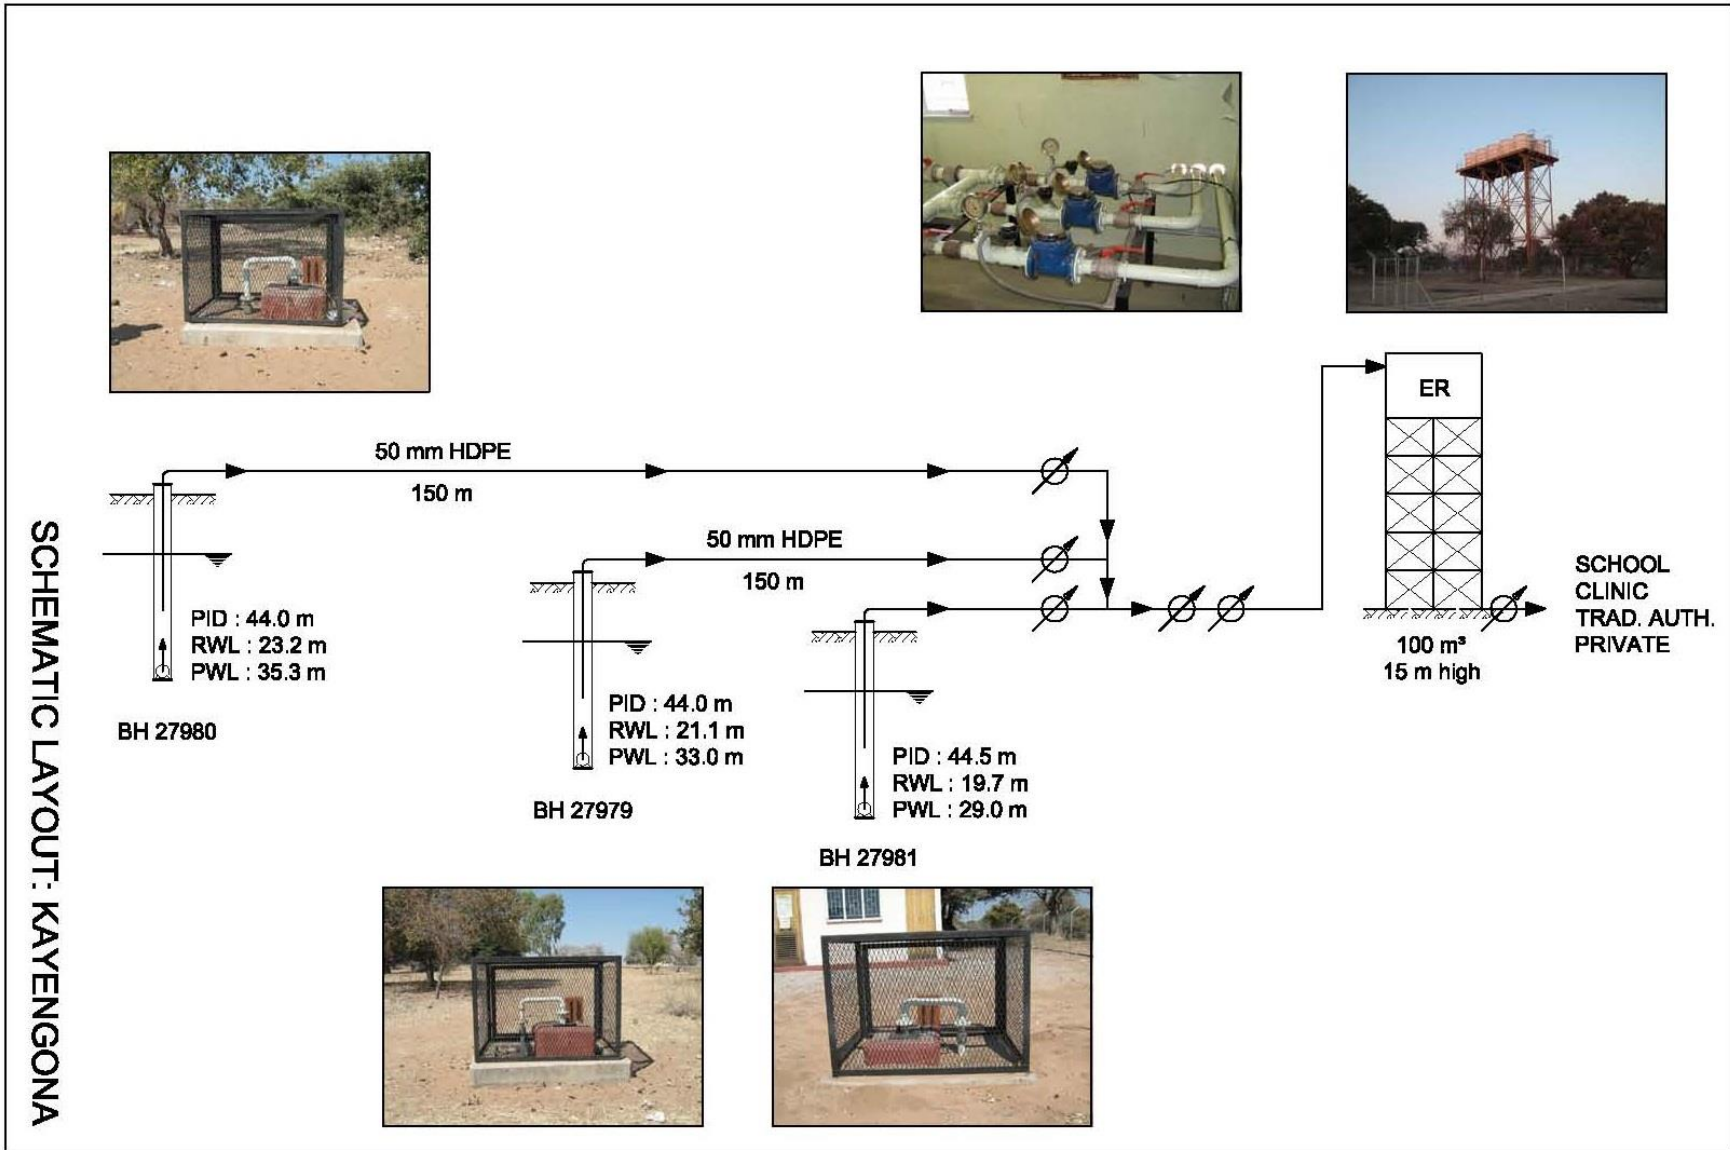 SCHEMATIC LAYOUT: KAYENGONA
50 mm HDPE
150 m
PID : 44.0 m
RWL : 23.2 m
PWL : 35.3 m
BH 27980
50 mm HDPE
150 m
PID : 44.0 m
RWL : 21.1 m
PWL : 33.0 m
BH 27979
PID : 44.5 m
RWL : 19.7 m
PWL : 29.0 m
BH 27981
ER
100 m³
15 m high
SCHOOL
CLINIC
TRAD. AUTH.
PRIVATE